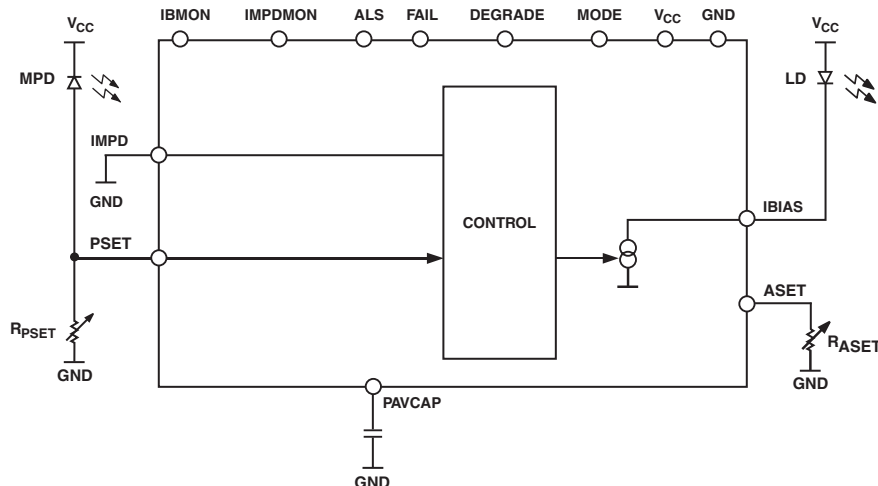 IBMON IMPDMON ALS FAIL DEGRADE MODE VCC GND
VCC
MPD
IMPD
GND
PSET
RPSET
GND
CONTROL
VCC
LD
IBIAS
ASET
RASET
GND
PAVCAP
GND